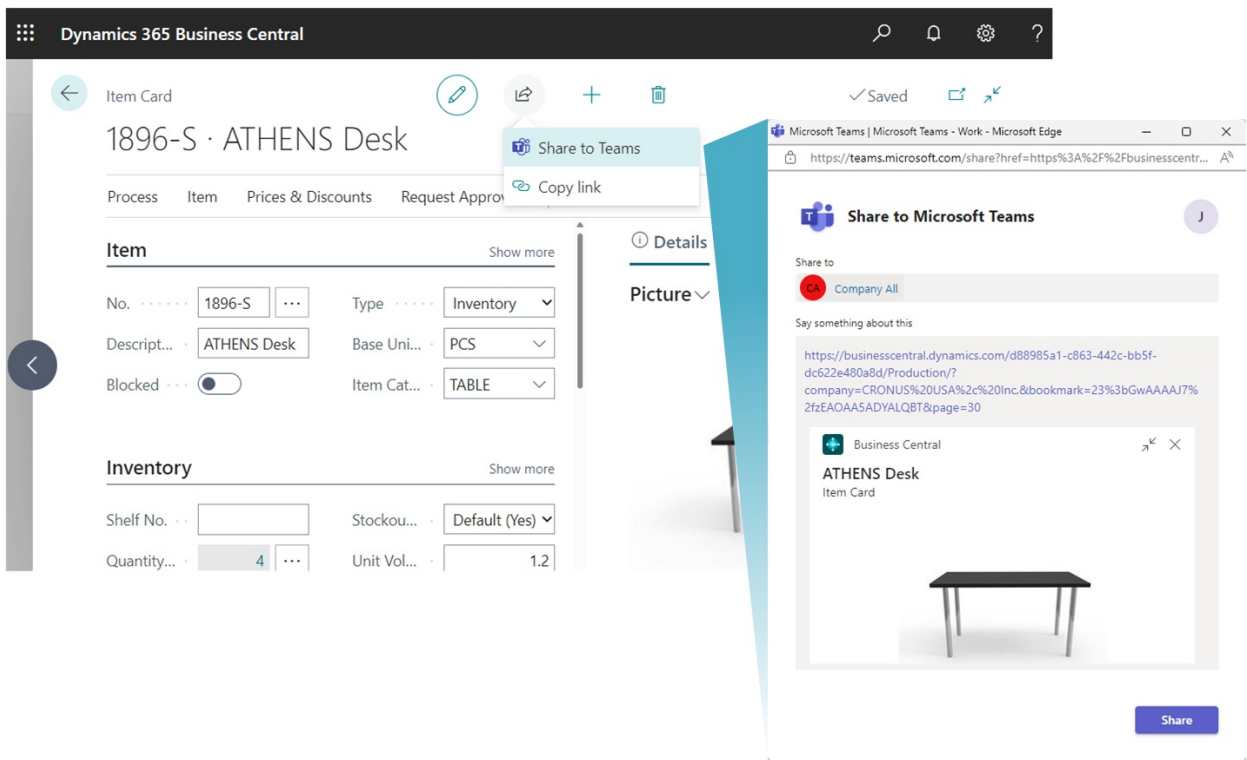 Dynamics 365 Business Central
?
Item Card
Saved
1896-S · ATHENS Desk
Share to Teams
Copy link
Process Item Prices & Discounts Request Approv
Item
Show more
No. 1896-S ... Type Inventory
Descript... ATHENS Desk Base Uni... PCS
Blocked Item Cat... TABLE
Inventory
Show more
Shelf No. Stockou... Default (Yes)
Quantity... 4 ... Unit Vol... 1.2
Details
Picture
Microsoft Teams | Microsoft Teams - Work - Microsoft Edge
https://teams.microsoft.com/share?href=https%3A%2F%2Fbusinesscentr...
Share to Microsoft Teams
J
Share to
CA Company All
Say something about this
https://businesscentral.dynamics.com/d88985a1-c863-442c-bb5f-
dc622e480a8d/Production/?
company=CRONUS%20USA%2c%20Inc.&bookmark=23%3bGwAAAAJ7%
2fzEAOAA5ADYALQBT&page=30
Business Central
ATHENS Desk
Item Card
Share